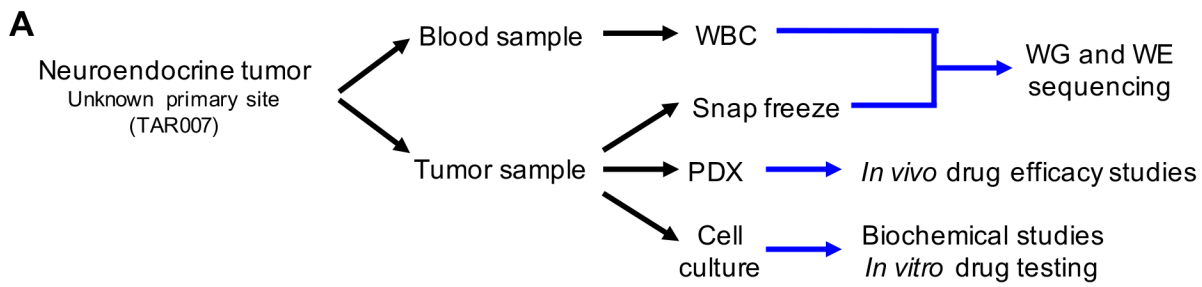 A
Neuroendocrine tumor
Unknown primary site
(TAR007)
Blood sample
Tumor sample
WBC
Snap freeze
PDX
Cell
culture
WG and WE
sequencing
In vivo drug efficacy studies
Biochemical studies
In vitro drug testing